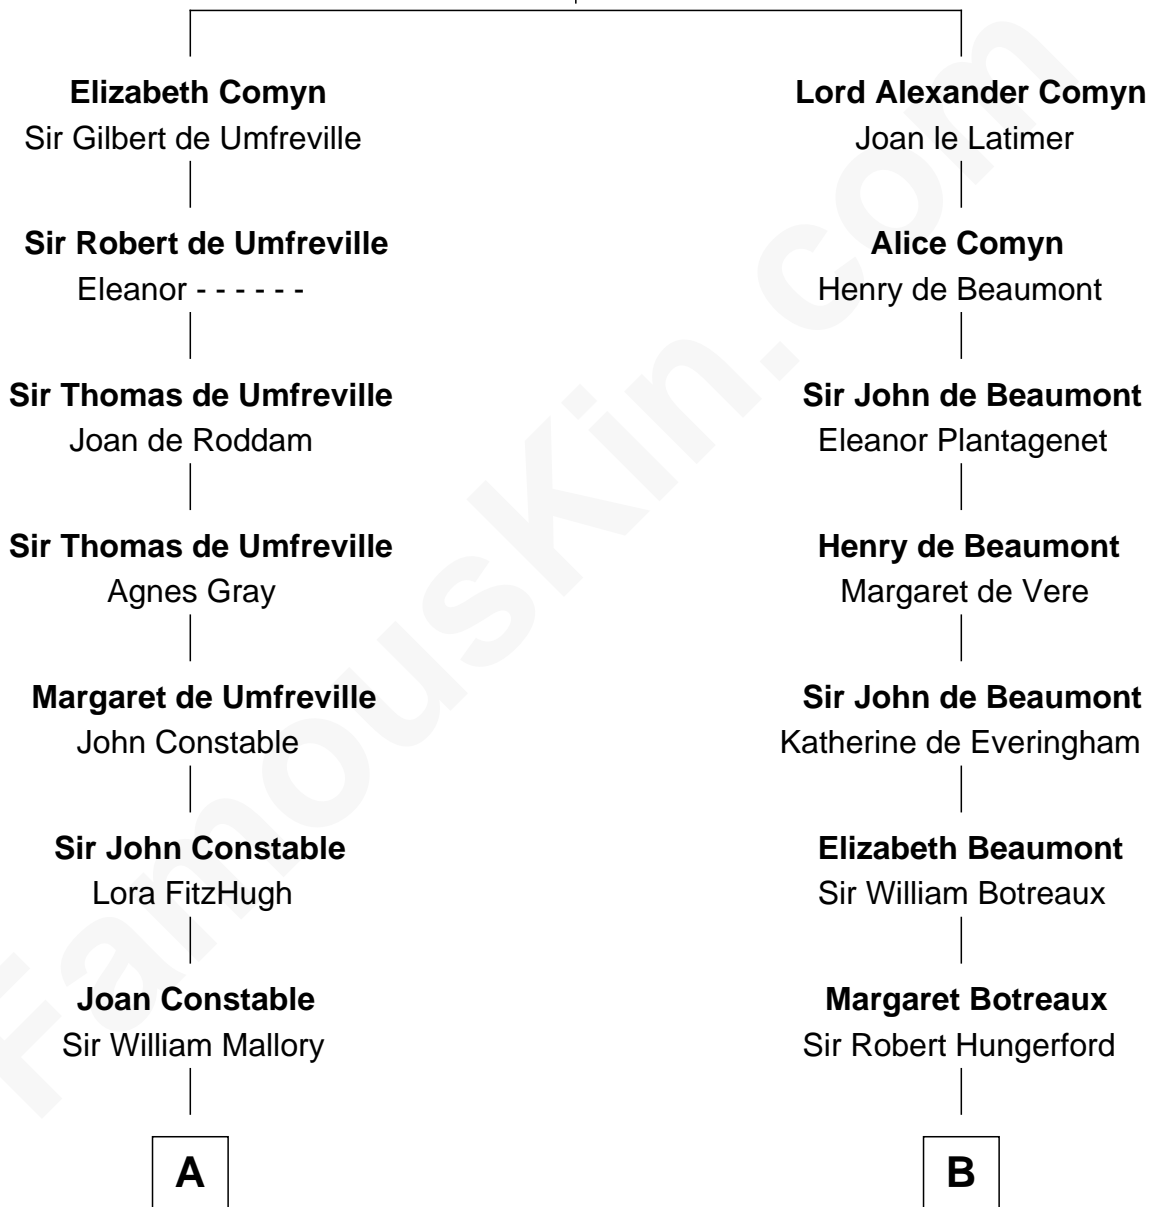 Elizabeth Comyn
Sir Gilbert de Umfreville
Sir Robert de Umfreville
Eleanor - - - - - -
Sir Thomas de Umfreville
Joan de Roddam
Sir Thomas de Umfreville
Agnes Gray
Margaret de Umfreville
John Constable
Sir John Constable
Lora FitzHugh
Joan Constable
Sir William Mallory
A
Lord Alexander Comyn
Joan le Latimer
Alice Comyn
Henry de Beaumont
Sir John de Beaumont
Eleanor Plantagenet
Henry de Beaumont
Margaret de Vere
Sir John de Beaumont
Katherine de Everingham
Elizabeth Beaumont
Sir William Botreaux
Margaret Botreaux
Sir Robert Hungerford
B
FamousKin.com